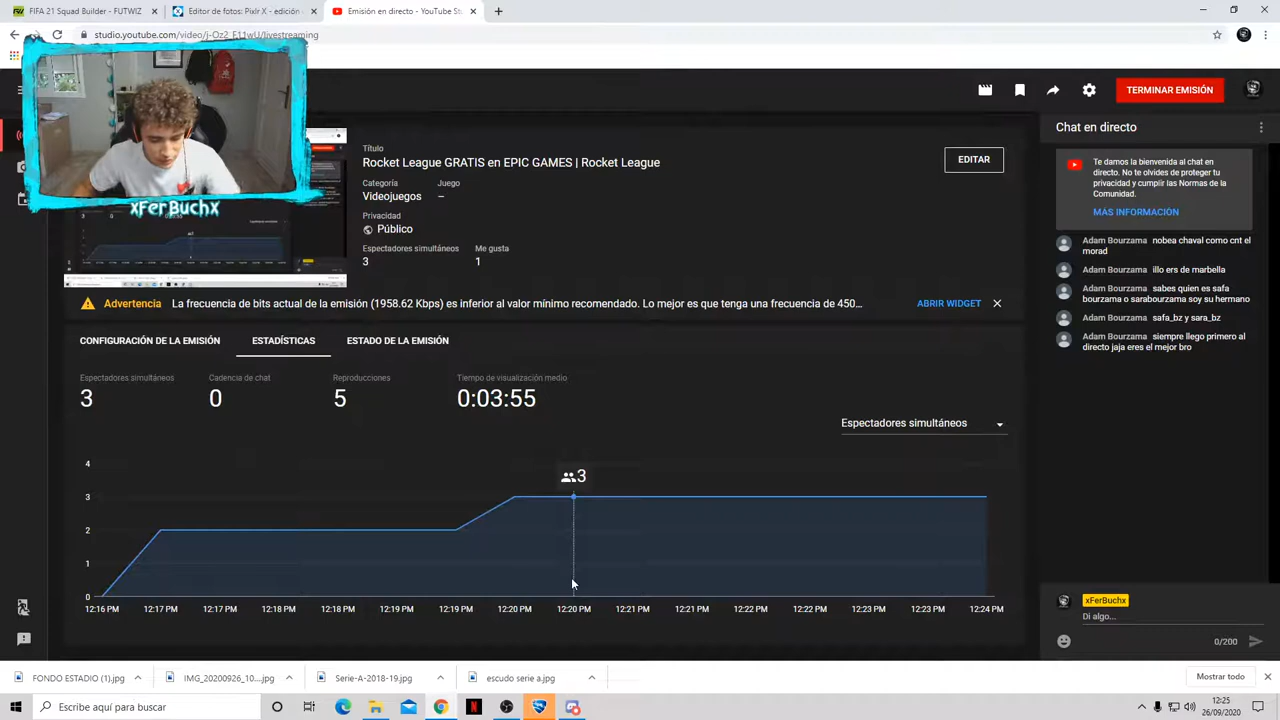 FIFA 21 Squad Builder - FUTWIZ
Editor de fotos: Pixlr X - edición
Emisión en directo - YouTube St
studio.youtube.com/video/j-Oz2_F11wU/livestreaming
xFerBuchx
TERMINAR EMISIÓN
Título
Rocket League GRATIS en EPIC GAMES | Rocket League
EDITAR
Categoría
Juego
Videojuegos
–
Privacidad
Público
Espectadores simultáneos
Me gusta
3
1
Advertencia
La frecuencia de bits actual de la emisión (1958.62 Kbps) es inferior al valor mínimo recomendado. Lo mejor es que tenga una frecuencia de 450...
ABRIR WIDGET
CONFIGURACIÓN DE LA EMISIÓN
ESTADÍSTICAS
ESTADO DE LA EMISIÓN
Espectadores simultáneos
Cadencia de chat
Reproducciones
Tiempo de visualización medio
3
0
5
0:03:55
Espectadores simultáneos
3
4
3
2
1
0
12:16 PM
12:17 PM
12:17 PM
12:18 PM
12:18 PM
12:19 PM
12:19 PM
12:20 PM
12:20 PM
12:21 PM
12:21 PM
12:22 PM
12:22 PM
12:23 PM
12:23 PM
12:24 PM
Chat en directo
Te damos la bienvenida al chat en
directo. No te olvides de proteger tu
privacidad y cumplir las Normas de la
Comunidad.
MÁS INFORMACIÓN
Adam Bourzama nobea chaval como cnt el
morad
Adam Bourzama illo ers de marbella
Adam Bourzama sabes quien es safa
bourzama o sarabourzama soy su hermano
Adam Bourzama safa_bz y sara_bz
Adam Bourzama siempre llego primero al
directo jaja eres el mejor bro
xFerBuchx
Di algo...
0/200
FONDO ESTADIO (1).jpg
IMG_20200926_10....jpg
Serie-A-2018-19.jpg
escudo serie a.jpg
Mostrar todo
Escribe aquí para buscar
12:25
26/09/2020